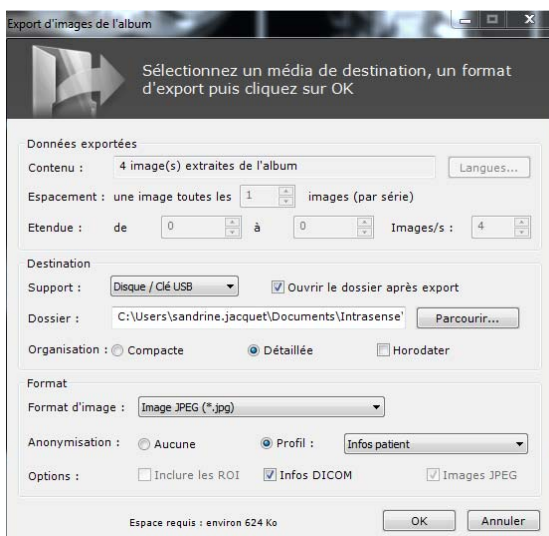 Export d'images de l'album
X
Sélectionnez un média de destination, un format
d'export puis cliquez sur OK
Données exportées
Contenu : 4 image(s) extraites de l'album Langues...
Espacement : une image toutes les 1 images (par série)
Etendue : de 0 à 0 Images/s : 4
Destination
Support : Disque / Clé USB Ouvrir le dossier après export
Dossier : C:\Users\sandrine.jacquet\Documents\Intrasense' Parcourir...
Organisation : Compacte Détaillée Horodater
Format
Format d'image : Image JPEG (*.jpg)
Anonymisation : Aucune Profil : Infos patient
Options : Inclure les ROI Infos DICOM Images JPEG
Espace requis : environ 624 Ko OK Annuler